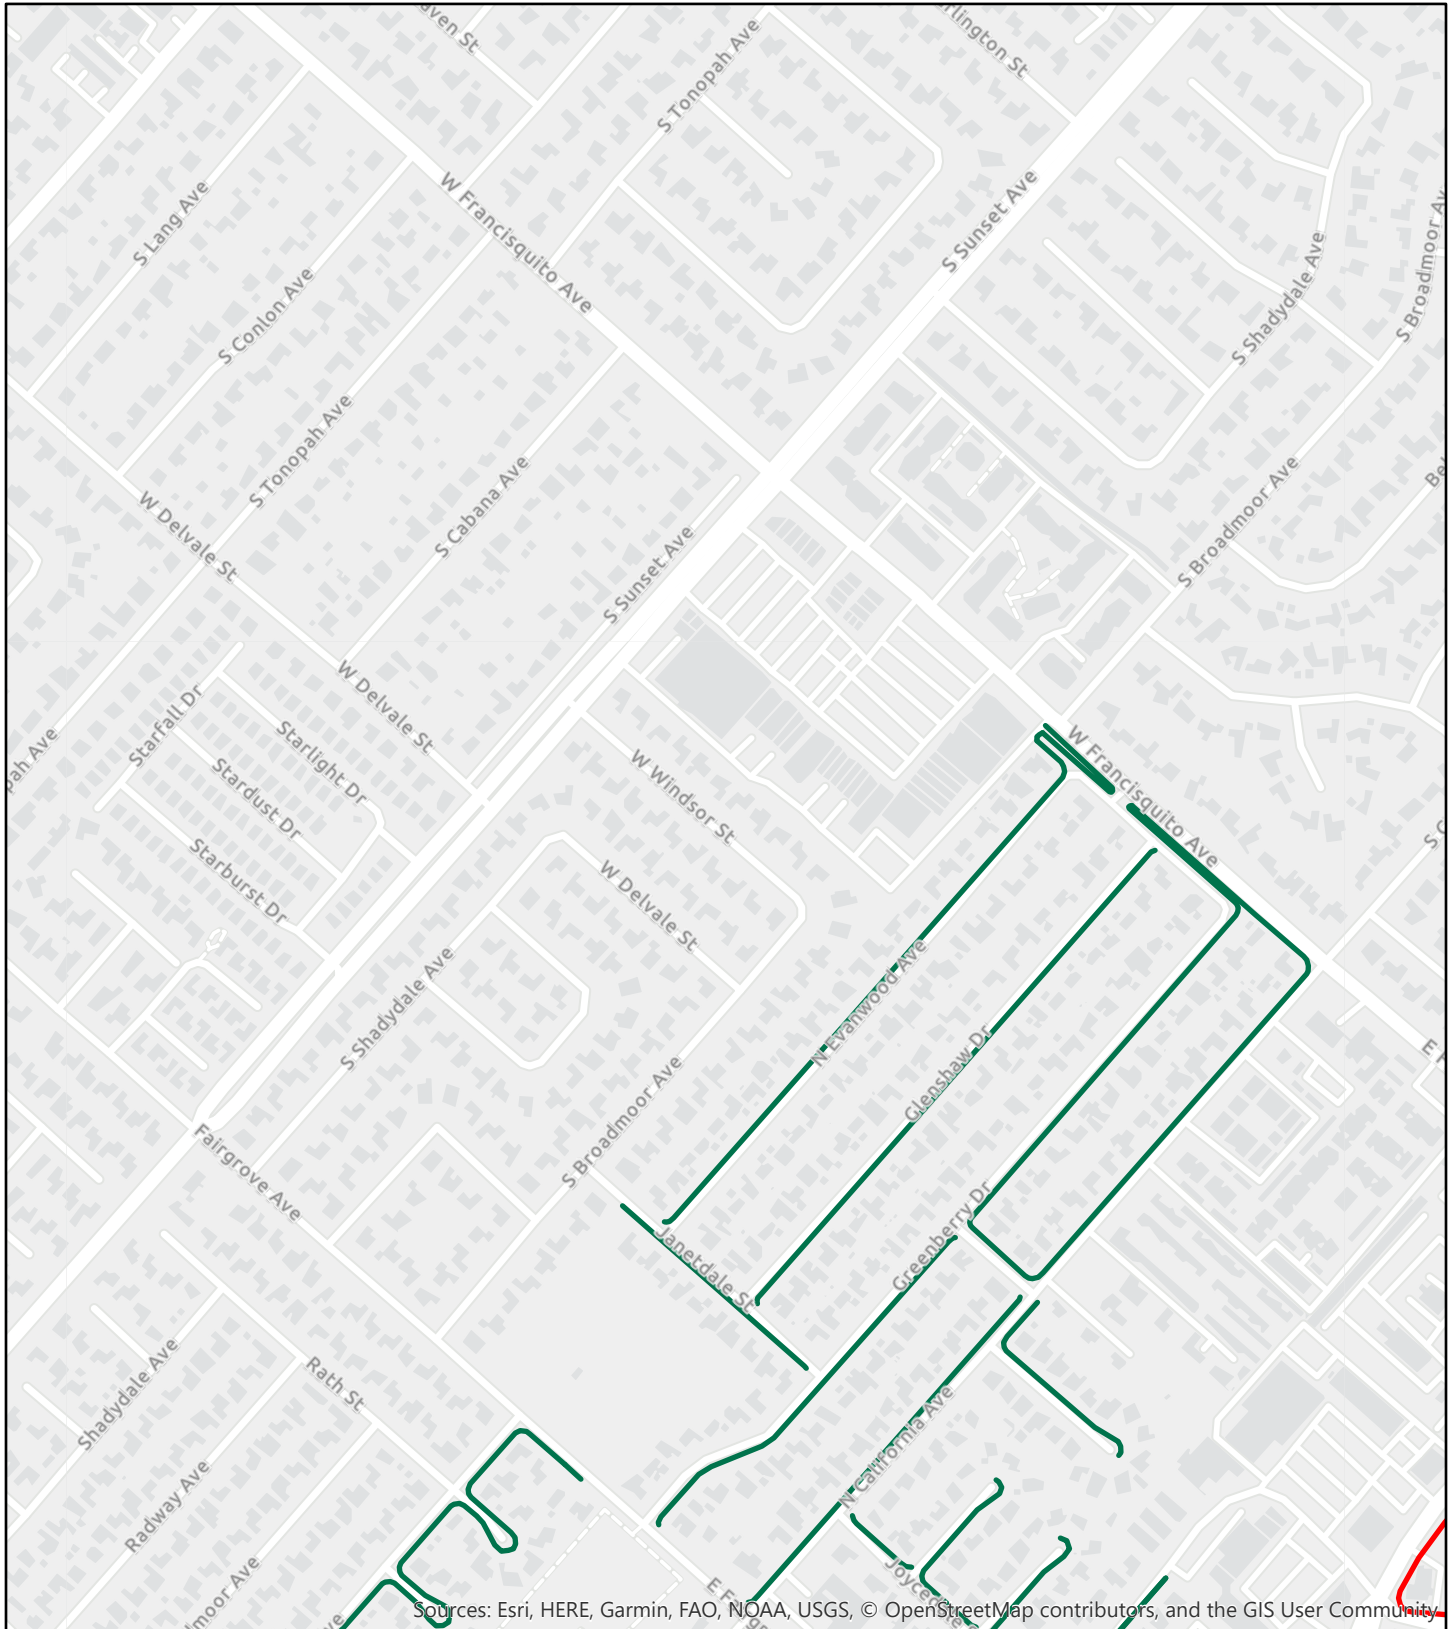 S Tonopah Ave
W Francisquito Ave
S Sunset Ave
S Lang Ave
S Conlon Ave
S Shadydale Ave
S Tonopah Ave
S Cabana Ave
W Delvale St
S Sunset Ave
S Broadmoor Ave
W Delvale St
Starfall Dr
Starlight Dr
Stardust Dr
Starburst Dr
W Windsor St
W Francisquito Ave
W Delvale St
S Shadydale Ave
N Evanwood Ave
Glenshaw Dr
S Broadmoor Ave
Fairgrove Ave
Greenberry Dr
Janetdale St
Shadydale Ave
Rath St
N California Ave
Radway Ave
Sources: Esri, HERE, Garmin, FAO, NOAA, USGS, © OpenStreetMap contributors, and the GIS User Community